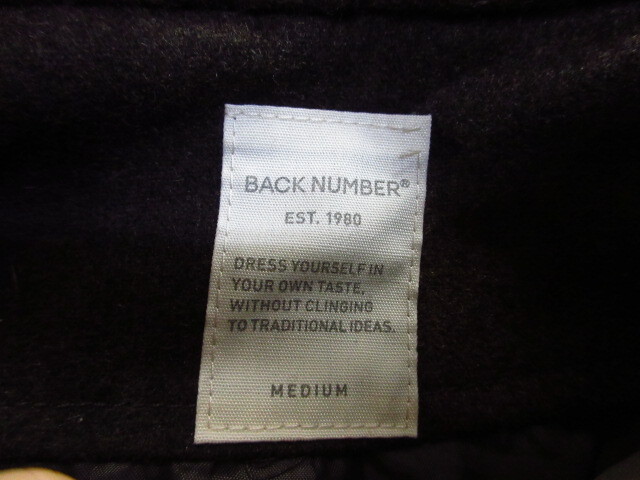 BACK NUMBER®
EST. 1980
DRESS YOURSELF IN
YOUR OWN TASTE,
WITHOUT CLINGING
TO TRADITIONAL IDEAS.
MEDIUM